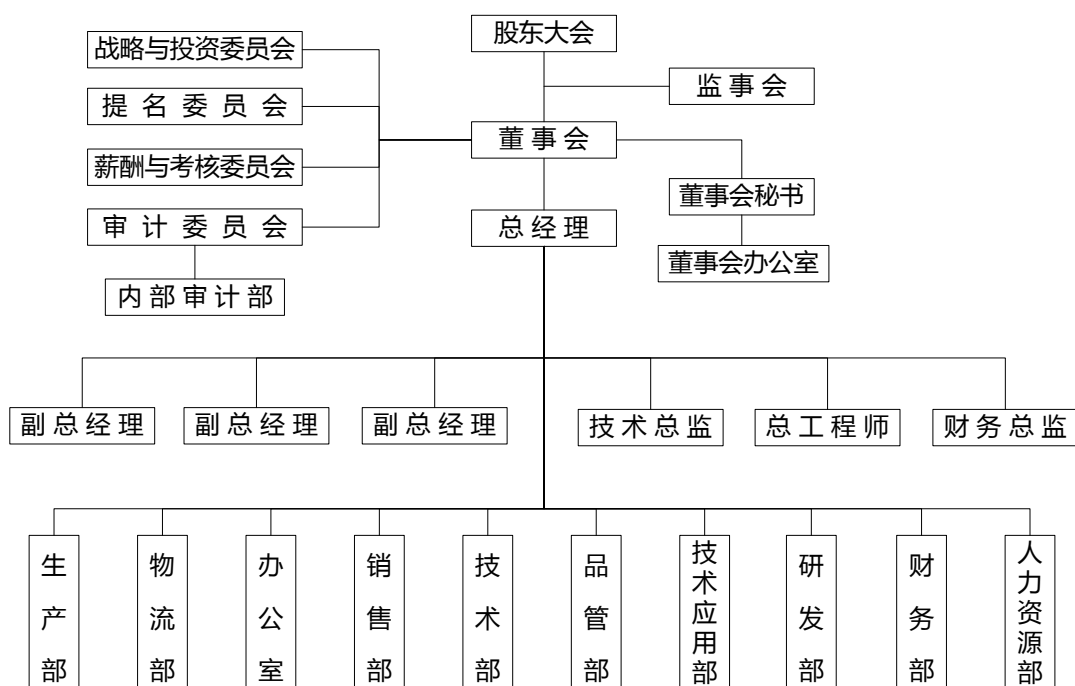 股东大会
战略与投资委员会
监事会
提名委员会
董事会
薪酬与考核委员会
董事会秘书
审计委员会
总经理
董事会办公室
内部审计部
副总经理
副总经理
副总经理
技术总监
总工程师
财务总监
生产部
物流部
办公室
销售部
技术部
品管部
技术应用部
研发部
财务部
人力资源部